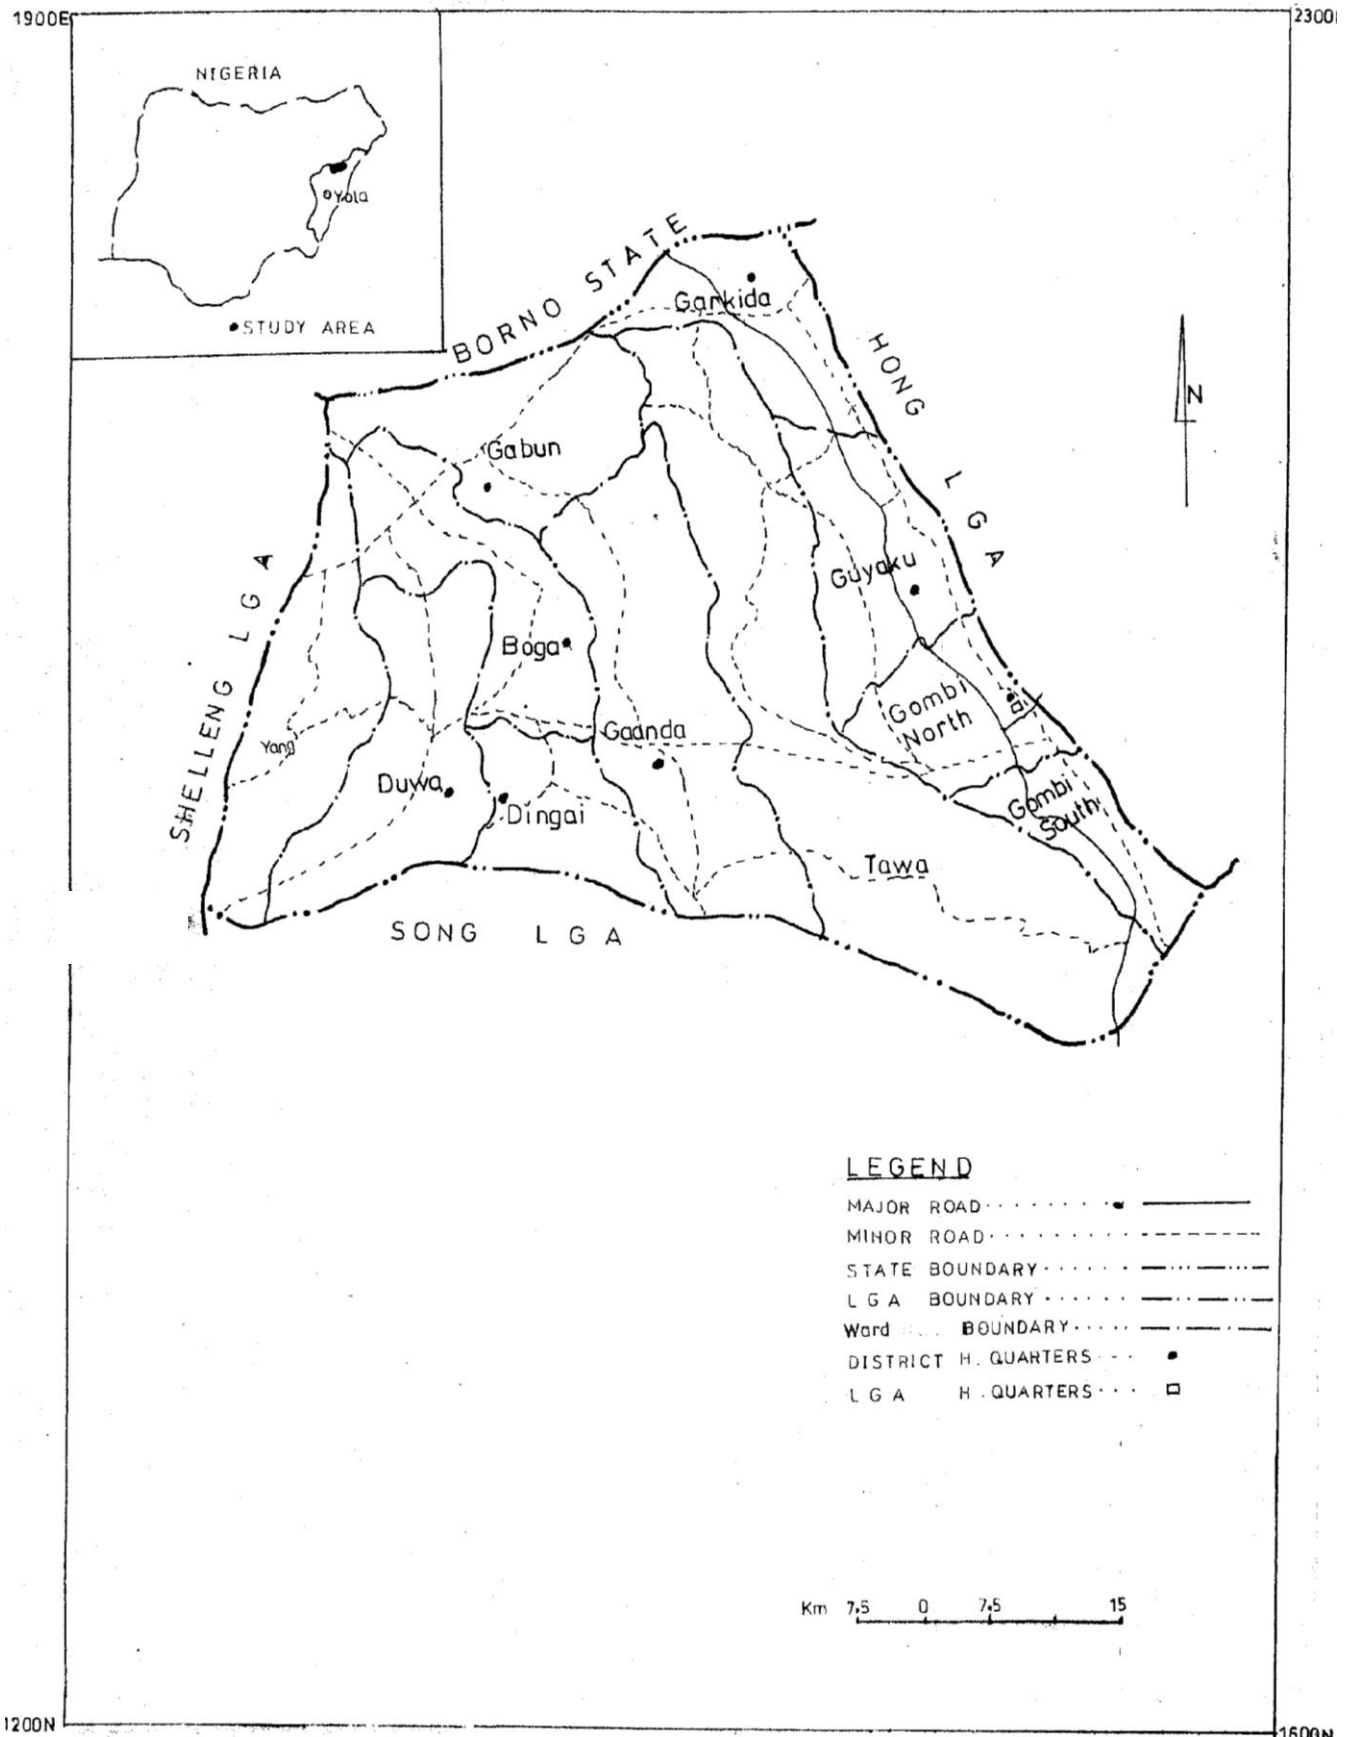 1900E
2300
NIGERIA
Yola
STUDY AREA
BORNO STATE
Garkida
HONG LGA
N
Gabun
SHELLENG LGA
Guyaku
Boga
Gombi
North
Gaanda
Yang
Duwa
Dingai
Gombi
South
Tawa
SONG LGA
LEGEND
MAJOR ROAD
MINOR ROAD
STATE BOUNDARY
LGA BOUNDARY
Ward BOUNDARY
DISTRICT H. QUARTERS
LGA H. QUARTERS
Km 7.5 0 7.5 15
1200N
1600N